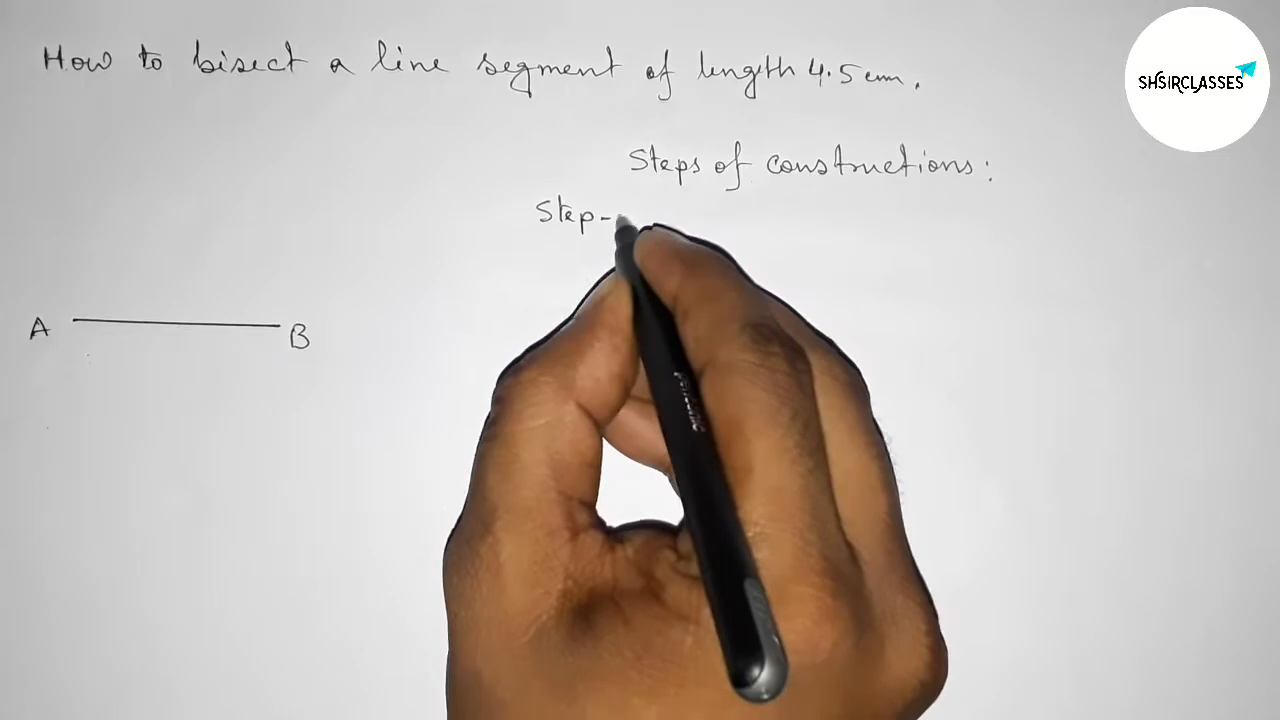 How to bisect a line segment of length 4.5 cm.
SHSIRCLASSES
Steps of constructions:
Step-
A B